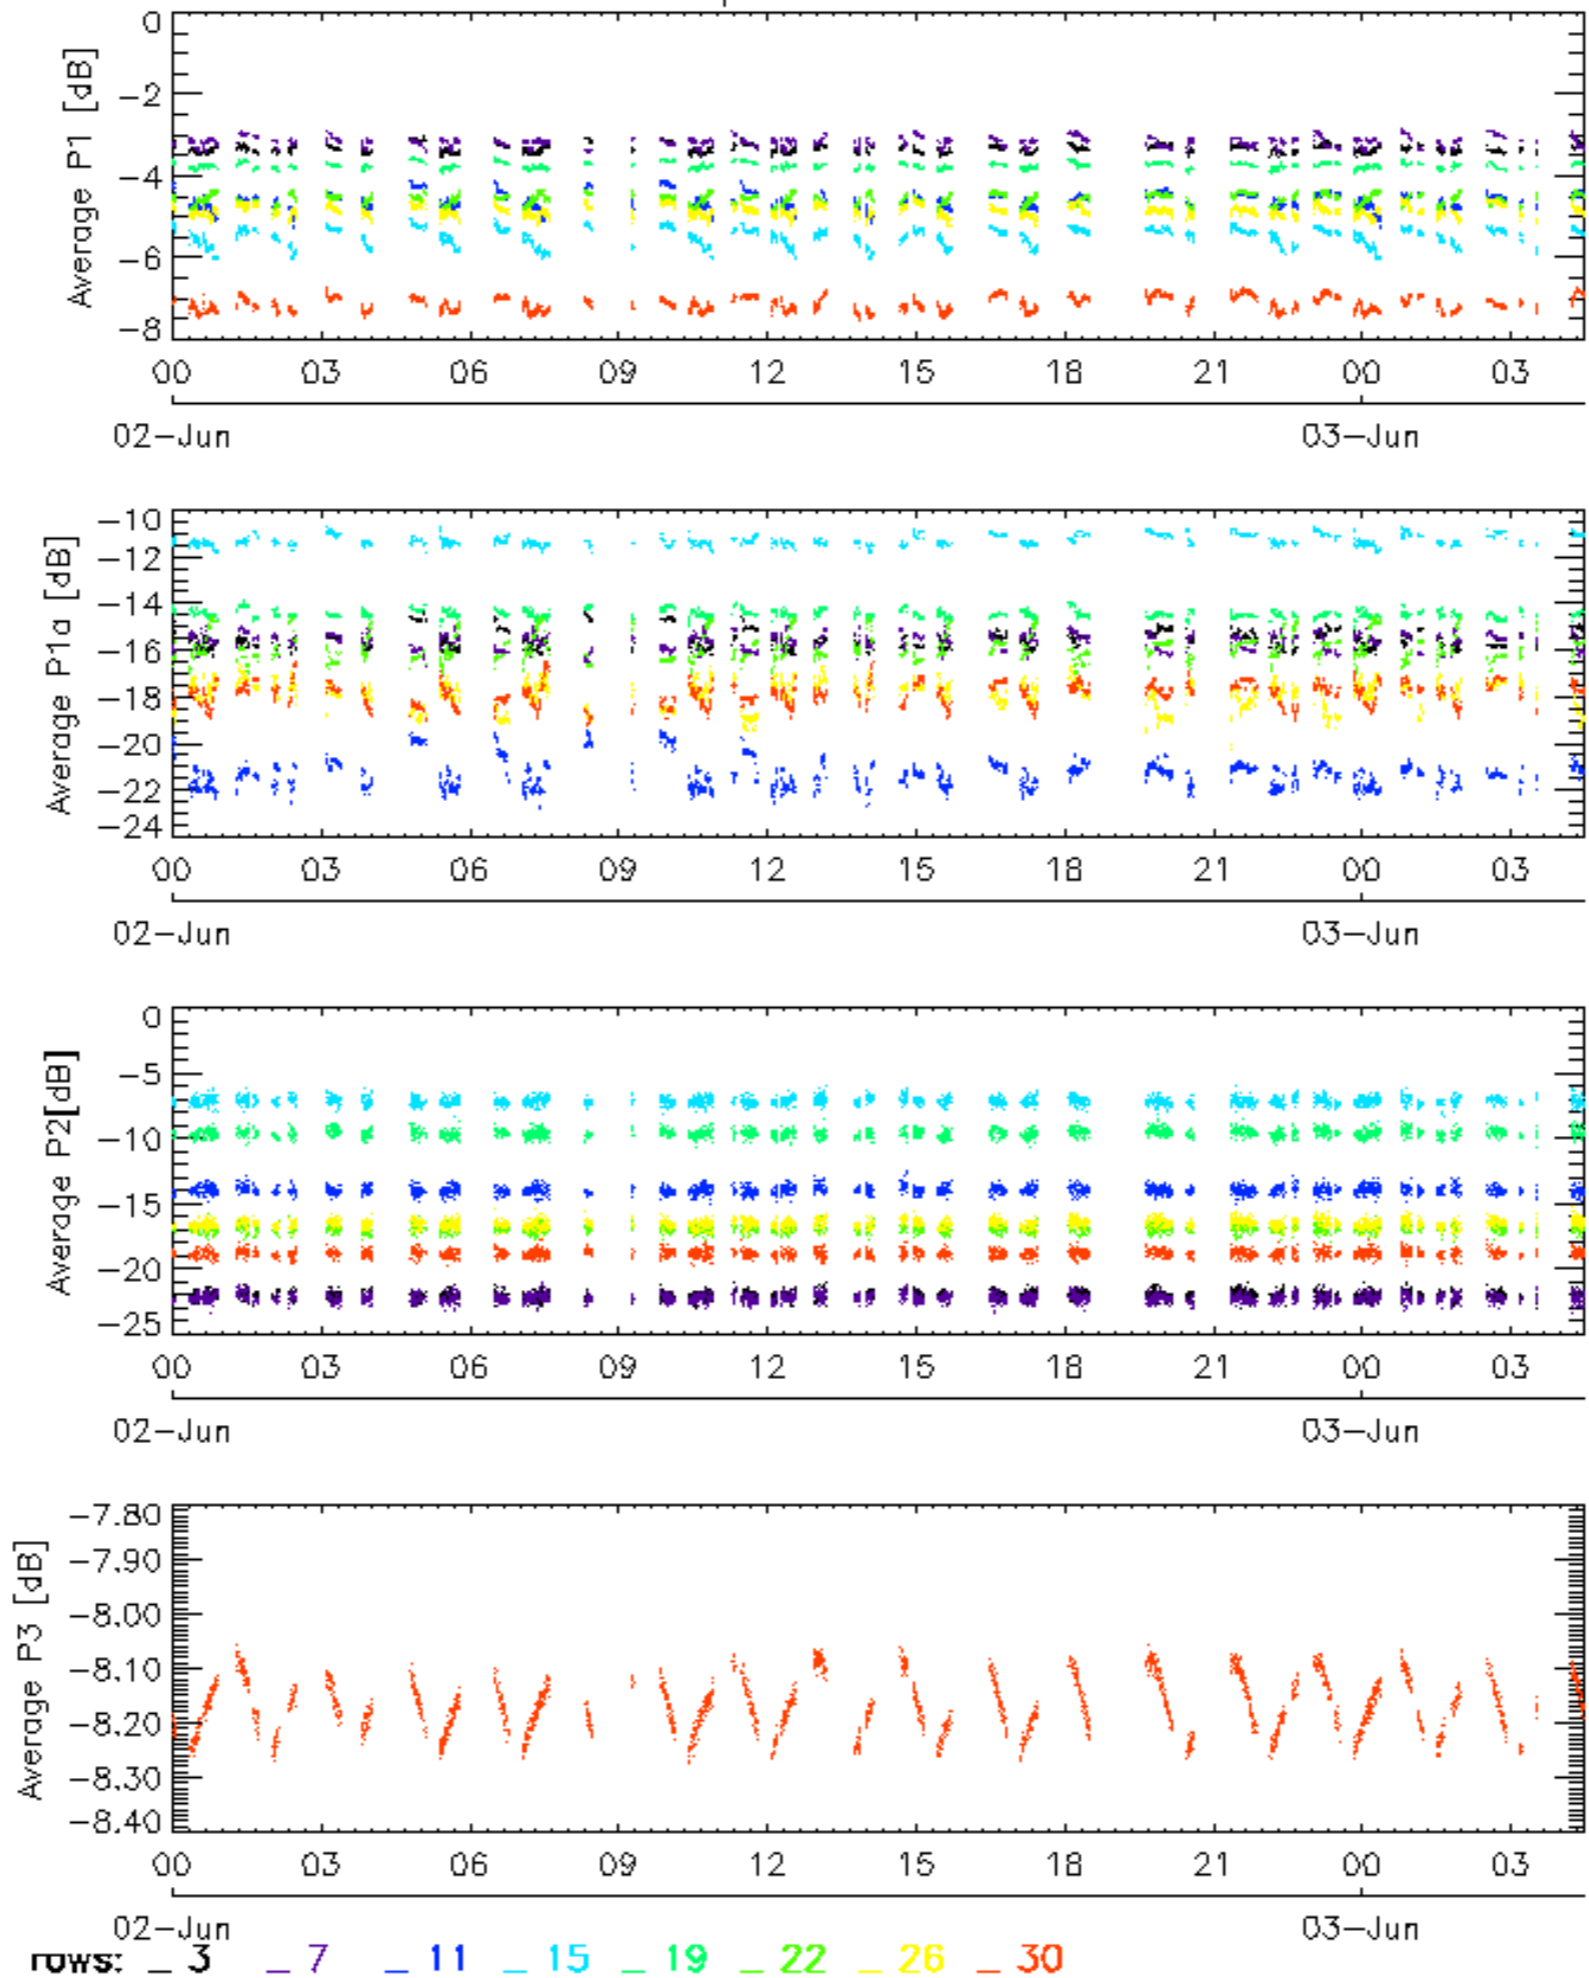 Average P1 [dB]
0
−2
−4
−6
−8
00 03 06 09 12 15 18 21 00 03
02−Jun 03−Jun
Average P1a [dB]
−10
−12
−14
−16
−18
−20
−22
−24
00 03 06 09 12 15 18 21 00 03
02−Jun 03−Jun
Average P2[dB]
0
−5
−10
−15
−20
−25
00 03 06 09 12 15 18 21 00 03
02−Jun 03−Jun
Average P3 [dB]
−7.80
−7.90
−8.00
−8.10
−8.20
−8.30
−8.40
00 03 06 09 12 15 18 21 00 03
02−Jun 03−Jun
rows: _ 3 _ 7 _ 11 _ 15 _ 19 _ 22 _ 26 _ 30